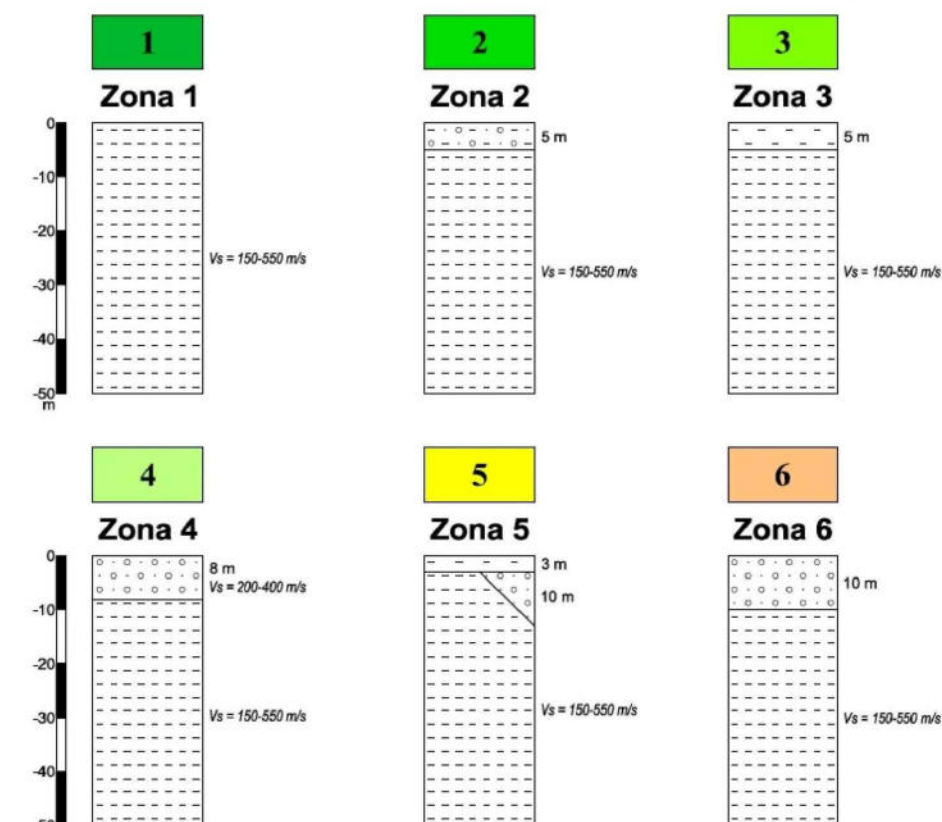 1
2
3
Zona 1
Zona 2
Zona 3
0
-10
-20
-30
-40
-50
m
Vs = 150-550 m/s
5 m
Vs = 150-550 m/s
5 m
Vs = 150-550 m/s
4
5
6
Zona 4
Zona 5
Zona 6
0
-10
-20
-30
-40
-50
8 m
Vs = 200-400 m/s
Vs = 150-550 m/s
3 m
10 m
Vs = 150-550 m/s
10 m
Vs = 150-550 m/s